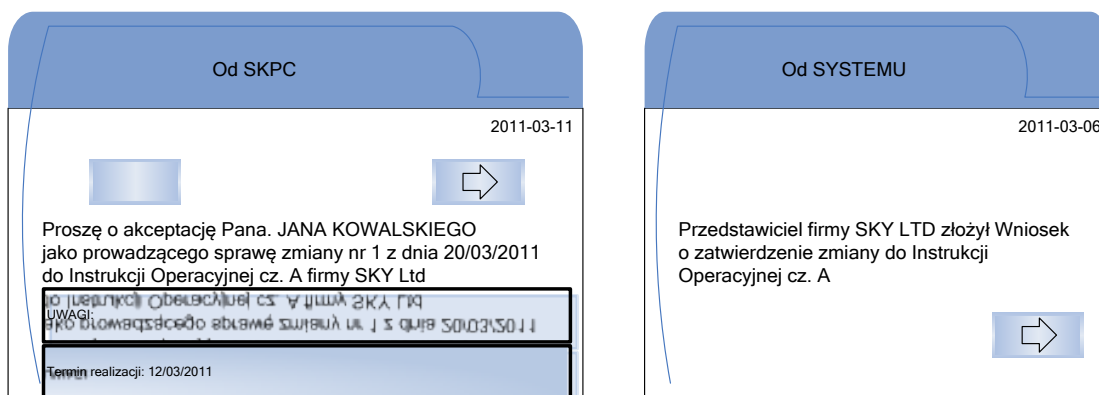 Od SKPC
2011-03-11
Proszę o akceptację Pana. JANA KOWALSKIEGO
jako prowadzącego sprawę zmiany nr 1 z dnia 20/03/2011
do Instrukcji Operacyjnej cz. A firmy SKY Ltd
UWAGI:
Termin realizacji: 12/03/2011
Od SYSTEMU
2011-03-06
Przedstawiciel firmy SKY LTD złożył Wniosek
o zatwierdzenie zmiany do Instrukcji
Operacyjnej cz. A